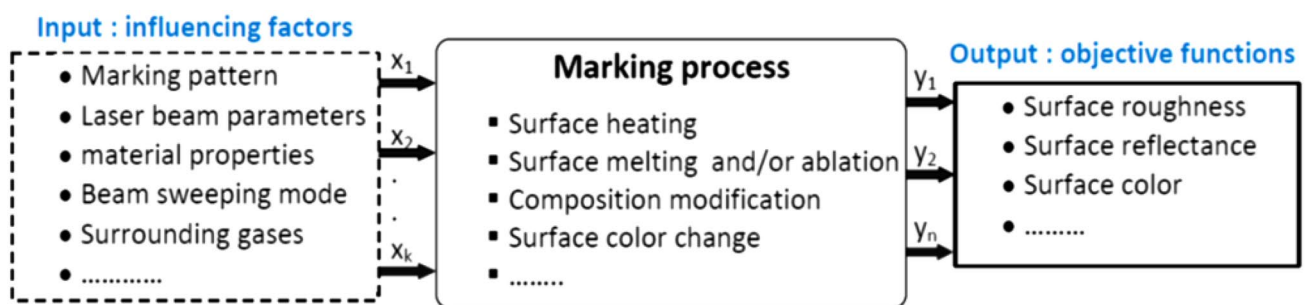 Input : influencing factors
● Marking pattern
● Laser beam parameters
● material properties
● Beam sweeping mode
● Surrounding gases
● ............
x1
x2
.
.
.
xk
Marking process
▪ Surface heating
▪ Surface melting and/or ablation
▪ Composition modification
▪ Surface color change
▪ ........
y1
y2
yn
Output : objective functions
● Surface roughness
● Surface reflectance
● Surface color
● .........